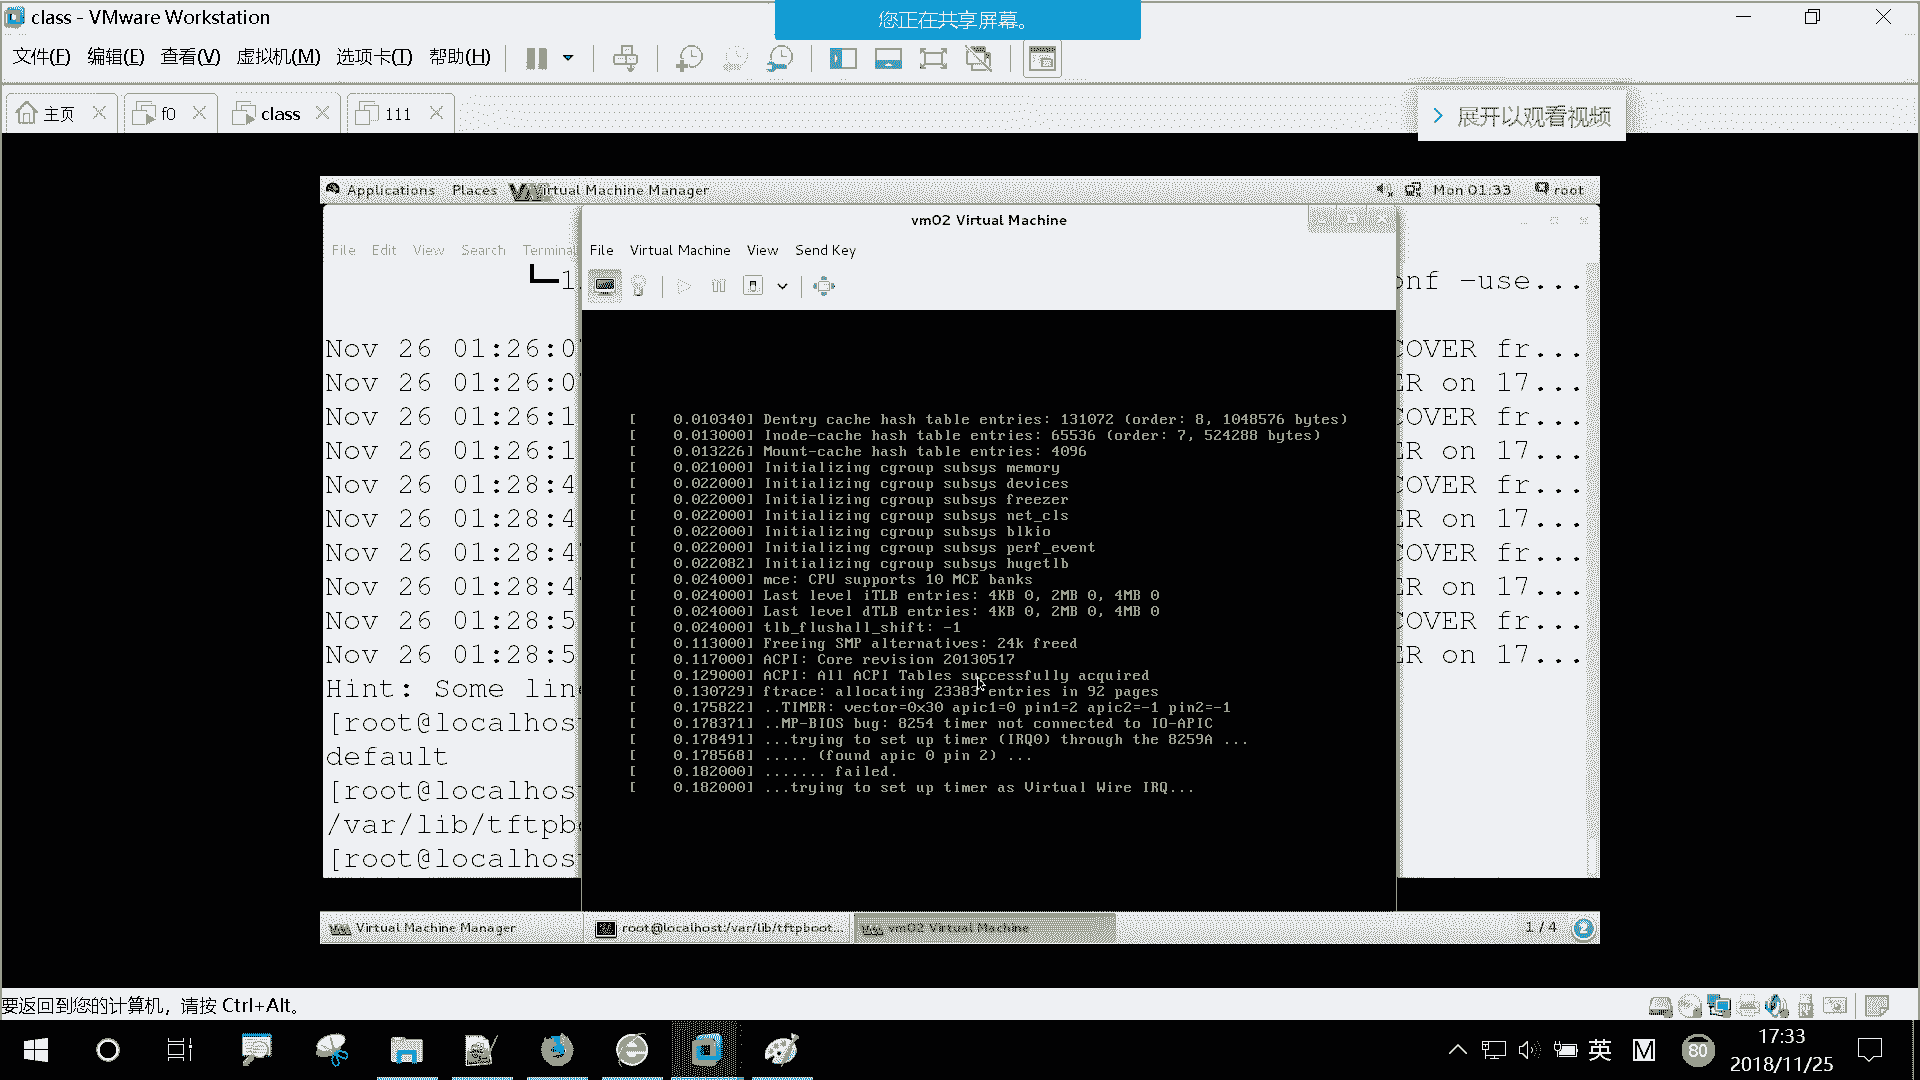 class - VMware Workstation
您正在共享屏幕。
文件(F) 编辑(E) 查看(V) 虚拟机(M) 选项卡(T) 帮助(H)
主页 f0 class 111
展开以观看视频
Applications Places Virtual Machine Manager Mon 01:33 root
vm02 Virtual Machine
File Edit View Search Terminal
File Virtual Machine View Send Key
onf -use...
Nov 26 01:26:0 COVER fr...
Nov 26 01:26:0 ER on 17...
Nov 26 01:26:1 COVER fr...
Nov 26 01:26:1 ER on 17...
Nov 26 01:28:4 COVER fr...
Nov 26 01:28:4 ER on 17...
Nov 26 01:28:4 COVER fr...
Nov 26 01:28:4 ER on 17...
Nov 26 01:28:5 COVER fr...
Nov 26 01:28:5 ER on 17...
Hint: Some lin
[root@localhos
default
[root@localhos
/var/lib/tftpb
[root@localhos
[ 0.010340] Dentry cache hash table entries: 131072 (order: 8, 1048576 bytes)
[ 0.013000] Inode-cache hash table entries: 65536 (order: 7, 524288 bytes)
[ 0.013226] Mount-cache hash table entries: 4096
[ 0.021000] Initializing cgroup subsys memory
[ 0.022000] Initializing cgroup subsys devices
[ 0.022000] Initializing cgroup subsys freezer
[ 0.022000] Initializing cgroup subsys net_cls
[ 0.022000] Initializing cgroup subsys blkio
[ 0.022000] Initializing cgroup subsys perf_event
[ 0.022082] Initializing cgroup subsys hugetlb
[ 0.024000] mce: CPU supports 10 MCE banks
[ 0.024000] Last level iTLB entries: 4KB 0, 2MB 0, 4MB 0
[ 0.024000] Last level dTLB entries: 4KB 0, 2MB 0, 4MB 0
[ 0.024000] tlb_flushall_shift: -1
[ 0.113000] Freeing SMP alternatives: 24k freed
[ 0.117000] ACPI: Core revision 20130517
[ 0.129000] ACPI: All ACPI Tables successfully acquired
[ 0.130729] ftrace: allocating 23383 entries in 92 pages
[ 0.175822] ..TIMER: vector=0x30 apic1=0 pin1=2 apic2=-1 pin2=-1
[ 0.178371] ..MP-BIOS bug: 8254 timer not connected to IO-APIC
[ 0.178491] ...trying to set up timer (IRQ0) through the 8259A ...
[ 0.178568] ..... (found apic 0 pin 2) ...
[ 0.182000] ....... failed.
[ 0.182000] ...trying to set up timer as Virtual Wire IRQ...
Virtual Machine Manager root@localhost:/var/lib/tftpboot... vm02 Virtual Machine 1 / 4 2
要返回到您的计算机，请按 Ctrl+Alt。
英 M 80 17:33
2018/11/25